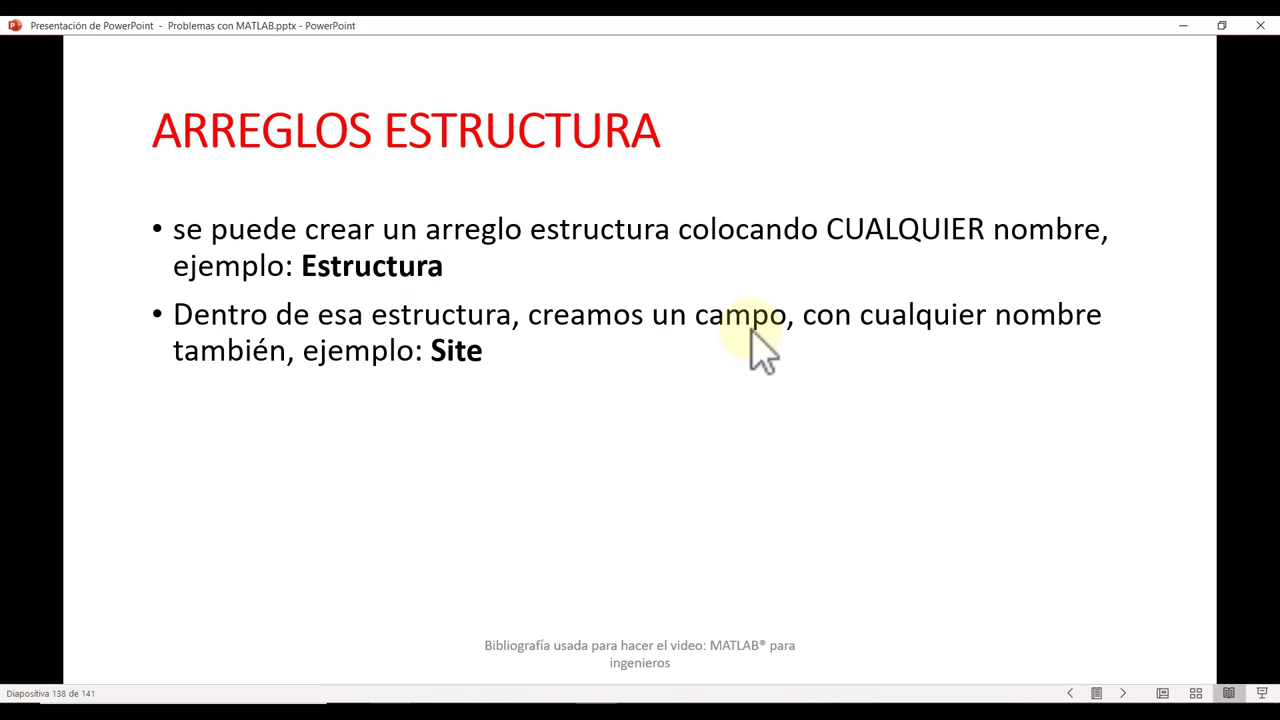 Presentación de PowerPoint - Problemas con MATLAB.pptx - PowerPoint
ARREGLOS ESTRUCTURA
• se puede crear un arreglo estructura colocando CUALQUIER nombre,
ejemplo: Estructura
• Dentro de esa estructura, creamos un campo, con cualquier nombre
también, ejemplo: Site
Bibliografía usada para hacer el video: MATLAB® para
ingenieros
Diapositiva 138 de 141